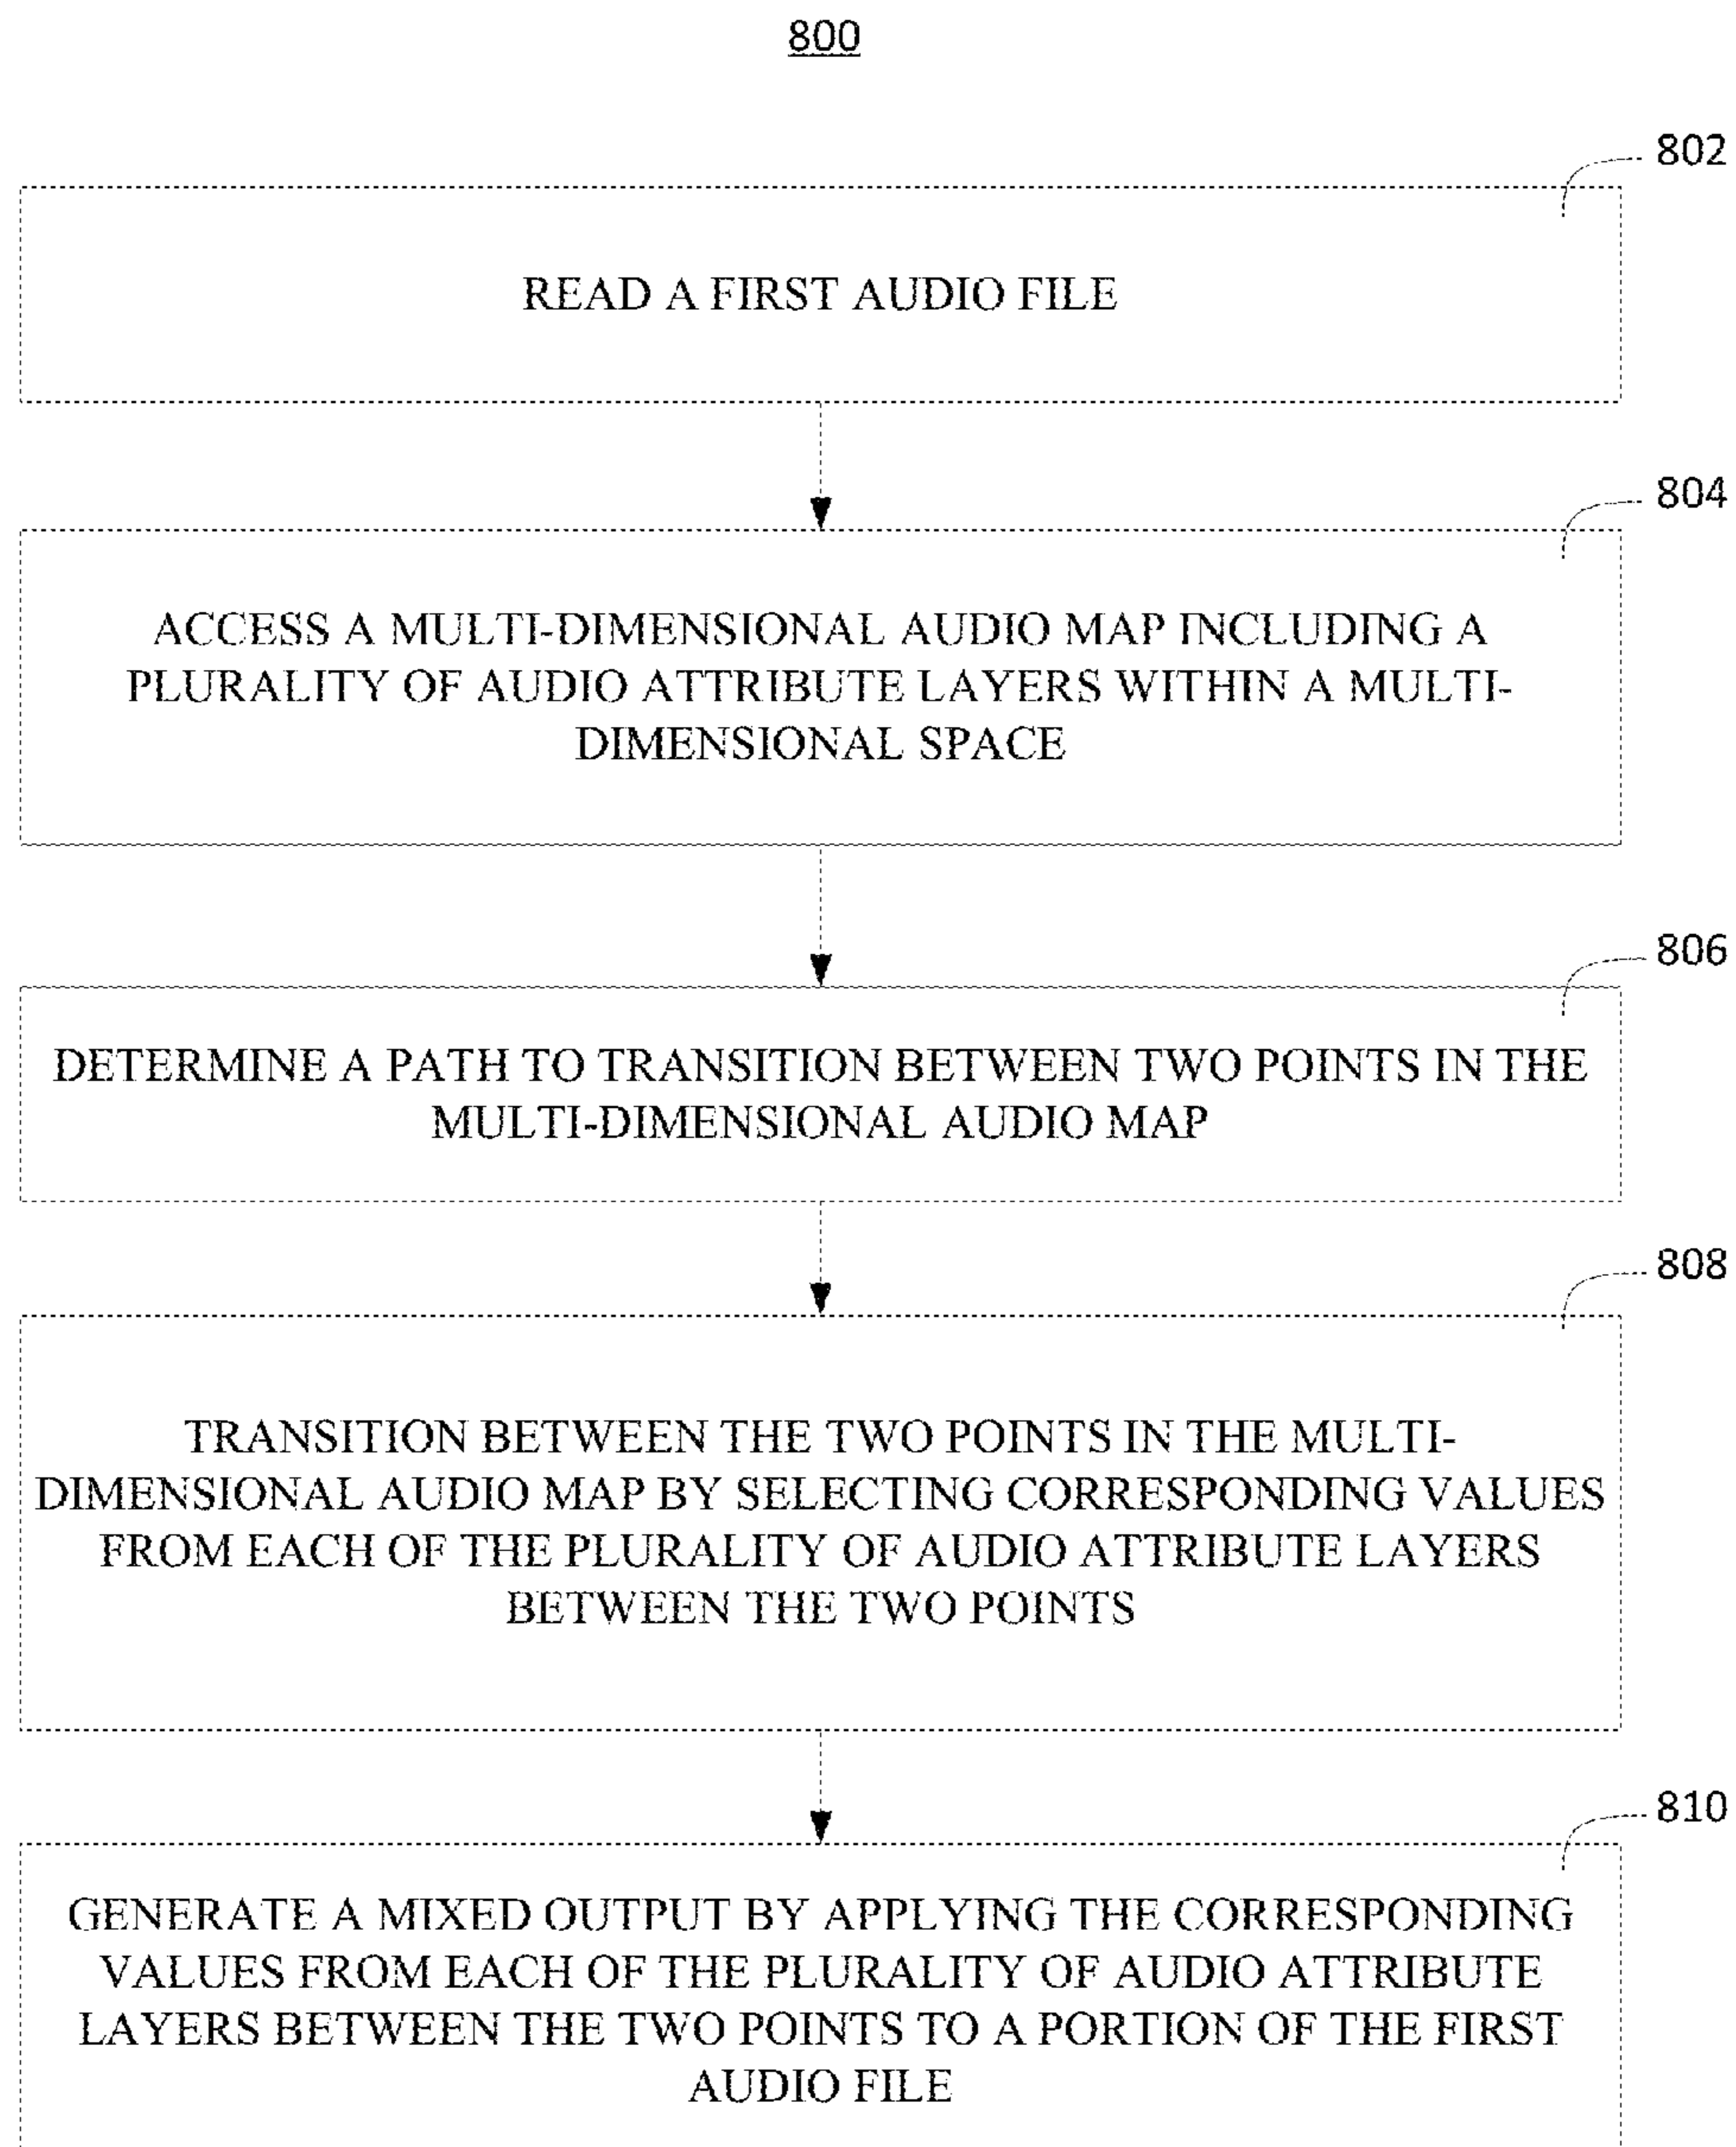 800
802
READ A FIRST AUDIO FILE
804
ACCESS A MULTI-DIMENSIONAL AUDIO MAP INCLUDING A
PLURALITY OF AUDIO ATTRIBUTE LAYERS WITHIN A MULTI-
DIMENSIONAL SPACE
806
DETERMINE A PATH TO TRANSITION BETWEEN TWO POINTS IN THE
MULTI-DIMENSIONAL AUDIO MAP
808
TRANSITION BETWEEN THE TWO POINTS IN THE MULTI-
DIMENSIONAL AUDIO MAP BY SELECTING CORRESPONDING VALUES
FROM EACH OF THE PLURALITY OF AUDIO ATTRIBUTE LAYERS
BETWEEN THE TWO POINTS
810
GENERATE A MIXED OUTPUT BY APPLYING THE CORRESPONDING
VALUES FROM EACH OF THE PLURALITY OF AUDIO ATTRIBUTE
LAYERS BETWEEN THE TWO POINTS TO A PORTION OF THE FIRST
AUDIO FILE